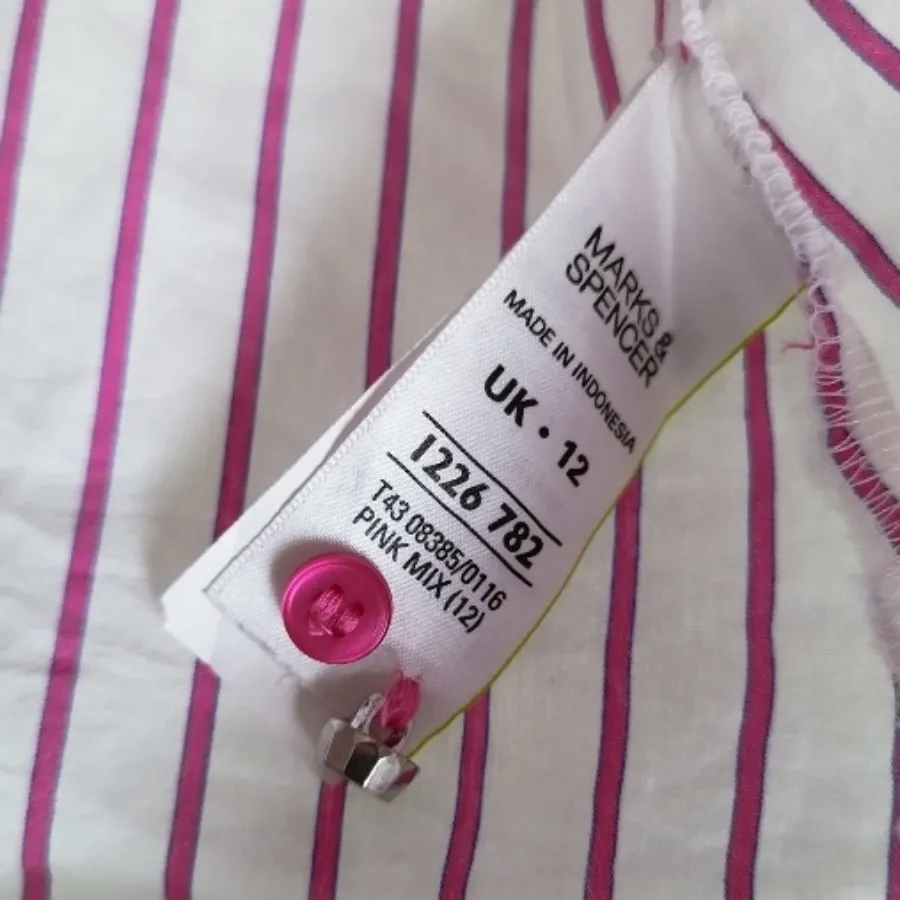 MARKS &
SPENCER
MADE IN INDONESIA
UK • 12
1226 782
T43 08385/0116
PINK MIX (12)